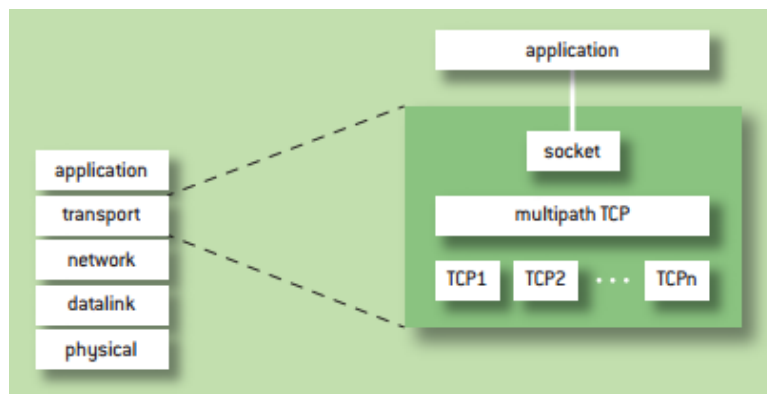 application
transport
network
datalink
physical
application
socket
multipath TCP
TCP1 TCP2 ··· TCPn